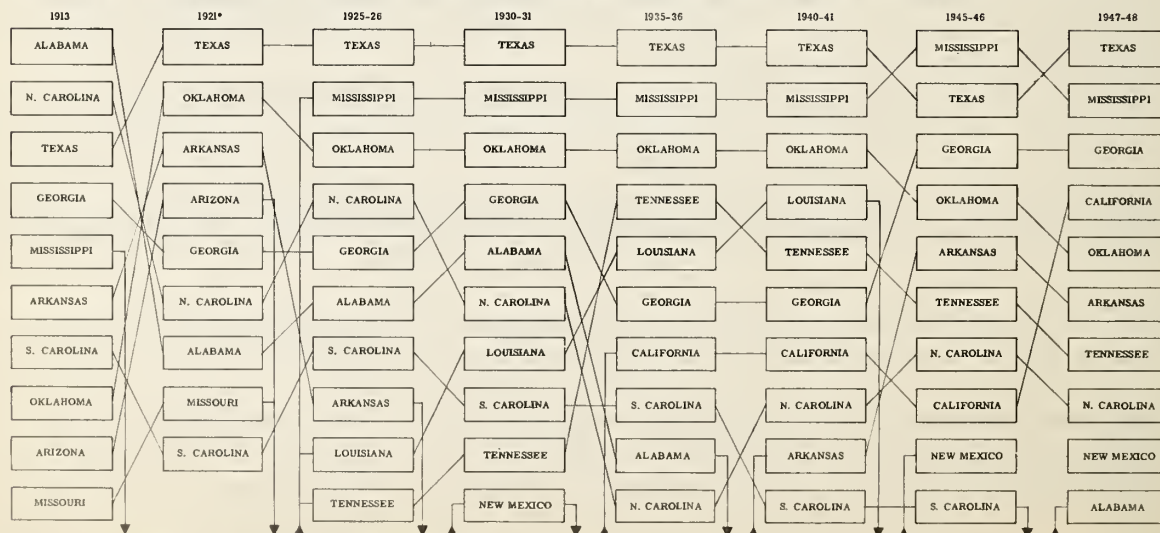 1913 1921* 1925-26 1930-31 1935-36 1940-41 1945-46 1947-48
ALABAMA TEXAS TEXAS TEXAS TEXAS TEXAS MISSISSIPPI TEXAS
N. CAROLINA OKLAHOMA MISSISSIPPI MISSISSIPPI MISSISSIPPI MISSISSIPPI TEXAS MISSISSIPPI
TEXAS ARKANSAS OKLAHOMA OKLAHOMA OKLAHOMA OKLAHOMA GEORGIA GEORGIA
GEORGIA ARIZONA N. CAROLINA GEORGIA TENNESSEE LOUISIANA OKLAHOMA CALIFORNIA
MISSISSIPPI GEORGIA GEORGIA ALABAMA LOUISIANA TENNESSEE ARKANSAS OKLAHOMA
ARKANSAS N. CAROLINA ALABAMA N. CAROLINA GEORGIA GEORGIA TENNESSEE ARKANSAS
S. CAROLINA ALABAMA S. CAROLINA LOUISIANA CALIFORNIA CALIFORNIA N. CAROLINA TENNESSEE
OKLAHOMA MISSOURI ARKANSAS S. CAROLINA S. CAROLINA N. CAROLINA CALIFORNIA N. CAROLINA
ARIZONA S. CAROLINA LOUISIANA TENNESSEE ALABAMA ARKANSAS NEW MEXICO NEW MEXICO
MISSOURI TENNESSEE NEW MEXICO N. CAROLINA S. CAROLINA S. CAROLINA ALABAMA